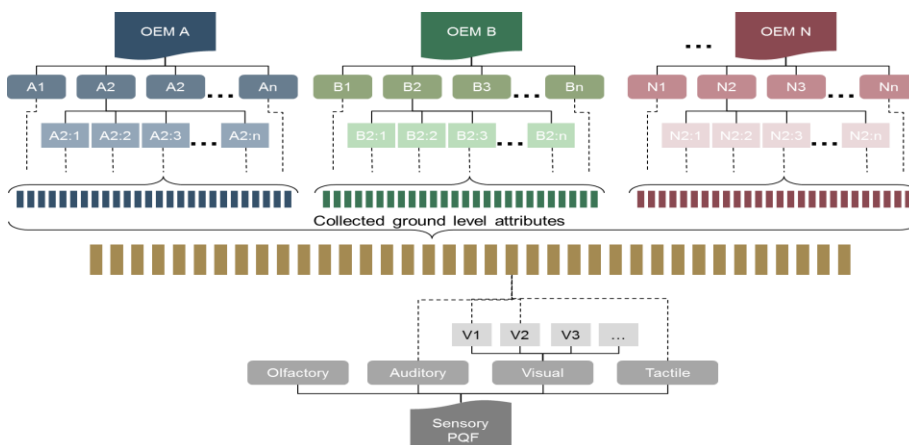 OEM A
OEM B
OEM N
...
A1 A2 A2 ... An
B1 B2 B3 ... Bn
N1 N2 N3 ... Nn
A2:1 A2:2 A2:3 ... A2:n
B2:1 B2:2 B2:3 ... B2:n
N2:1 N2:2 N2:3 ... N2:n
Collected ground level attributes
V1 V2 V3 ...
Olfactory Auditory Visual Tactile
Sensory
PQF